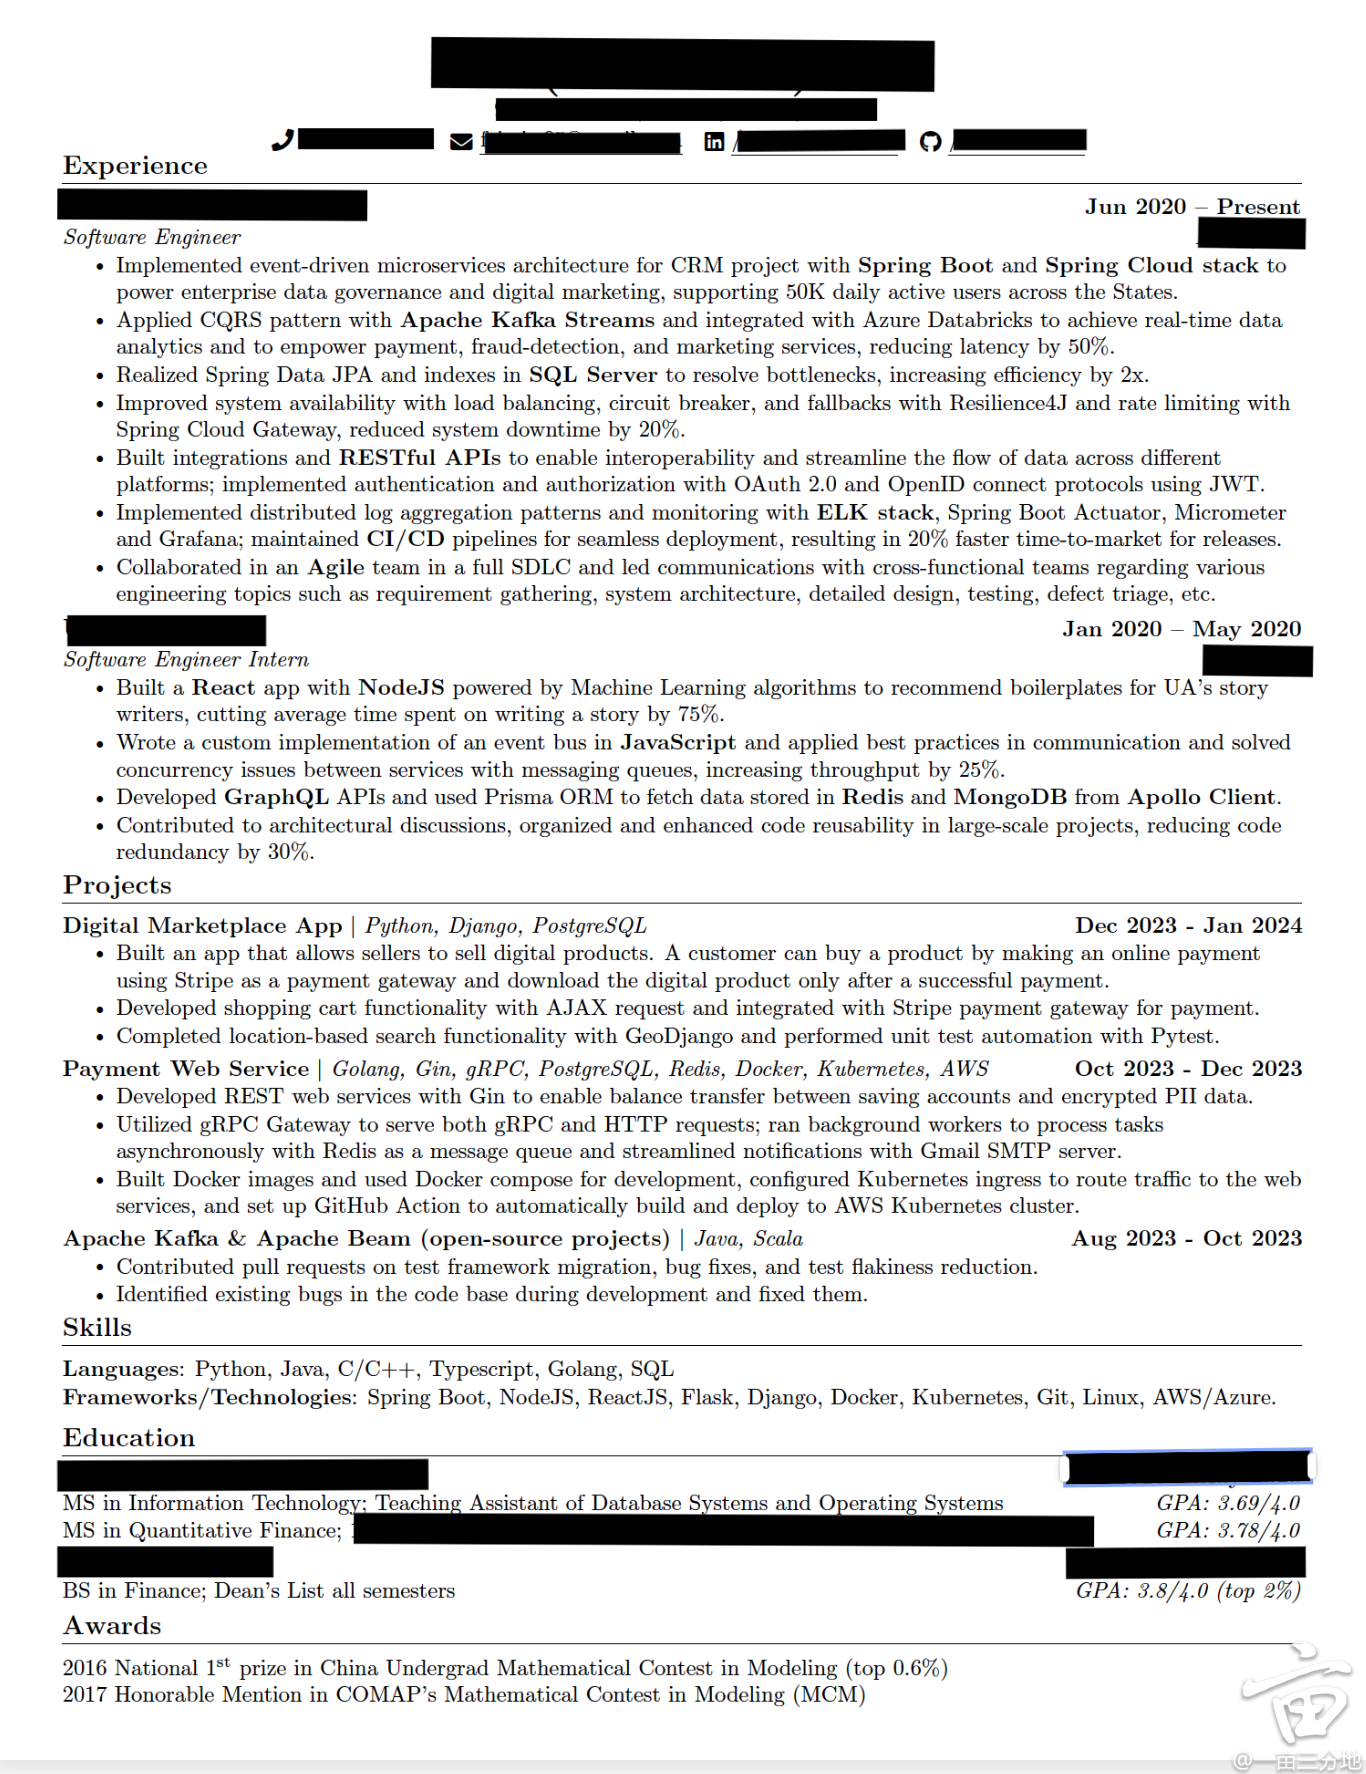 Experience
Jun 2020 – Present
Software Engineer
• Implemented event-driven microservices architecture for CRM project with Spring Boot and Spring Cloud stack to
power enterprise data governance and digital marketing, supporting 50K daily active users across the States.
• Applied CQRS pattern with Apache Kafka Streams and integrated with Azure Databricks to achieve real-time data
analytics and to empower payment, fraud-detection, and marketing services, reducing latency by 50%.
• Realized Spring Data JPA and indexes in SQL Server to resolve bottlenecks, increasing efficiency by 2x.
• Improved system availability with load balancing, circuit breaker, and fallbacks with Resilience4J and rate limiting with
Spring Cloud Gateway, reduced system downtime by 20%.
• Built integrations and RESTful APIs to enable interoperability and streamline the flow of data across different
platforms; implemented authentication and authorization with OAuth 2.0 and OpenID connect protocols using JWT.
• Implemented distributed log aggregation patterns and monitoring with ELK stack, Spring Boot Actuator, Micrometer
and Grafana; maintained CI/CD pipelines for seamless deployment, resulting in 20% faster time-to-market for releases.
• Collaborated in an Agile team in a full SDLC and led communications with cross-functional teams regarding various
engineering topics such as requirement gathering, system architecture, detailed design, testing, defect triage, etc.
Jan 2020 – May 2020
Software Engineer Intern
• Built a React app with NodeJS powered by Machine Learning algorithms to recommend boilerplates for UA's story
writers, cutting average time spent on writing a story by 75%.
• Wrote a custom implementation of an event bus in JavaScript and applied best practices in communication and solved
concurrency issues between services with messaging queues, increasing throughput by 25%.
• Developed GraphQL APIs and used Prisma ORM to fetch data stored in Redis and MongoDB from Apollo Client.
• Contributed to architectural discussions, organized and enhanced code reusability in large-scale projects, reducing code
redundancy by 30%.
Projects
Digital Marketplace App | Python, Django, PostgreSQL Dec 2023 - Jan 2024
• Built an app that allows sellers to sell digital products. A customer can buy a product by making an online payment
using Stripe as a payment gateway and download the digital product only after a successful payment.
• Developed shopping cart functionality with AJAX request and integrated with Stripe payment gateway for payment.
• Completed location-based search functionality with GeoDjango and performed unit test automation with Pytest.
Payment Web Service | Golang, Gin, gRPC, PostgreSQL, Redis, Docker, Kubernetes, AWS Oct 2023 - Dec 2023
• Developed REST web services with Gin to enable balance transfer between saving accounts and encrypted PII data.
• Utilized gRPC Gateway to serve both gRPC and HTTP requests; ran background workers to process tasks
asynchronously with Redis as a message queue and streamlined notifications with Gmail SMTP server.
• Built Docker images and used Docker compose for development, configured Kubernetes ingress to route traffic to the web
services, and set up GitHub Action to automatically build and deploy to AWS Kubernetes cluster.
Apache Kafka & Apache Beam (open-source projects) | Java, Scala Aug 2023 - Oct 2023
• Contributed pull requests on test framework migration, bug fixes, and test flakiness reduction.
• Identified existing bugs in the code base during development and fixed them.
Skills
Languages: Python, Java, C/C++, Typescript, Golang, SQL
Frameworks/Technologies: Spring Boot, NodeJS, ReactJS, Flask, Django, Docker, Kubernetes, Git, Linux, AWS/Azure.
Education
MS in Information Technology; Teaching Assistant of Database Systems and Operating Systems GPA: 3.69/4.0
MS in Quantitative Finance; GPA: 3.78/4.0
BS in Finance; Dean's List all semesters GPA: 3.8/4.0 (top 2%)
Awards
2016 National 1st prize in China Undergrad Mathematical Contest in Modeling (top 0.6%)
2017 Honorable Mention in COMAP's Mathematical Contest in Modeling (MCM)
@一亩三分地